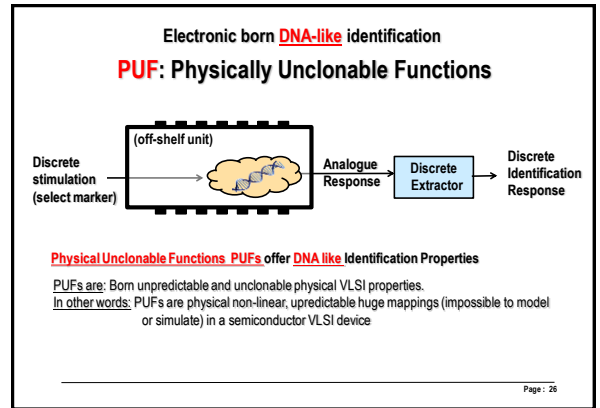 Electronic born DNA-like identification
PUF: Physically Unclonable Functions
(off-shelf unit)
Discrete
stimulation
(select marker)
Analogue
Response
Discrete
Extractor
Discrete
Identification
Response
Physical Unclonable Functions PUFs offer DNA like Identification Properties
PUFs are: Born unpredictable and unclonable physical VLSI properties.
In other words: PUFs are physical non-linear, upredictable huge mappings (impossible to model
or simulate) in a semiconductor VLSI device
Page : 26